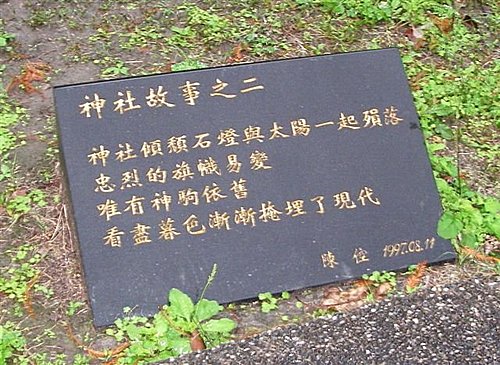 神社故事之二
神社傾頹石燈與太陽一起殞落
忠烈的旗幟易變
唯有神駒依舊
看盡暮色漸漸掩埋了現代
陳 位 1997.08.11